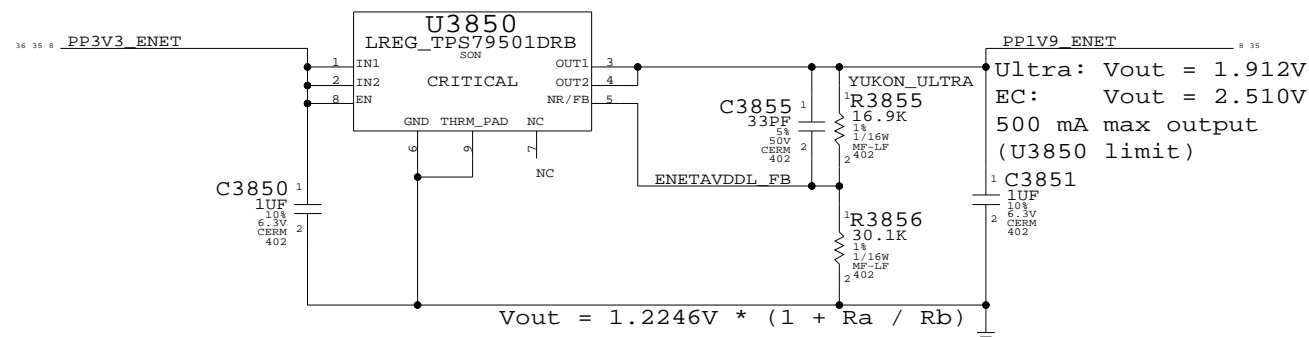 36 35 8 PP3V3_ENET
U3850
LREG_TPS79501DRB
SON
CRITICAL
1 IN1
2 IN2
8 EN
OUT1 3
OUT2 4
NR/FB 5
GND THRM_PAD NC
6 9 7
NC
PP1V9_ENET 8 35
Ultra: Vout = 1.912V
EC: Vout = 2.510V
500 mA max output
(U3850 limit)
YUKON_ULTRA
C3855 1
33PF
5%
50V
CERM 2
402
1
R3855
16.9K
1%
1/16W
MF-LF
2 402
ENETAVDDL_FB
C3850 1
1UF
10%
6.3V
CERM 2
402
1
R3856
30.1K
1%
1/16W
MF-LF
2 402
1 C3851
1UF
10%
6.3V
2 CERM
402
Vout = 1.2246V * (1 + Ra / Rb)